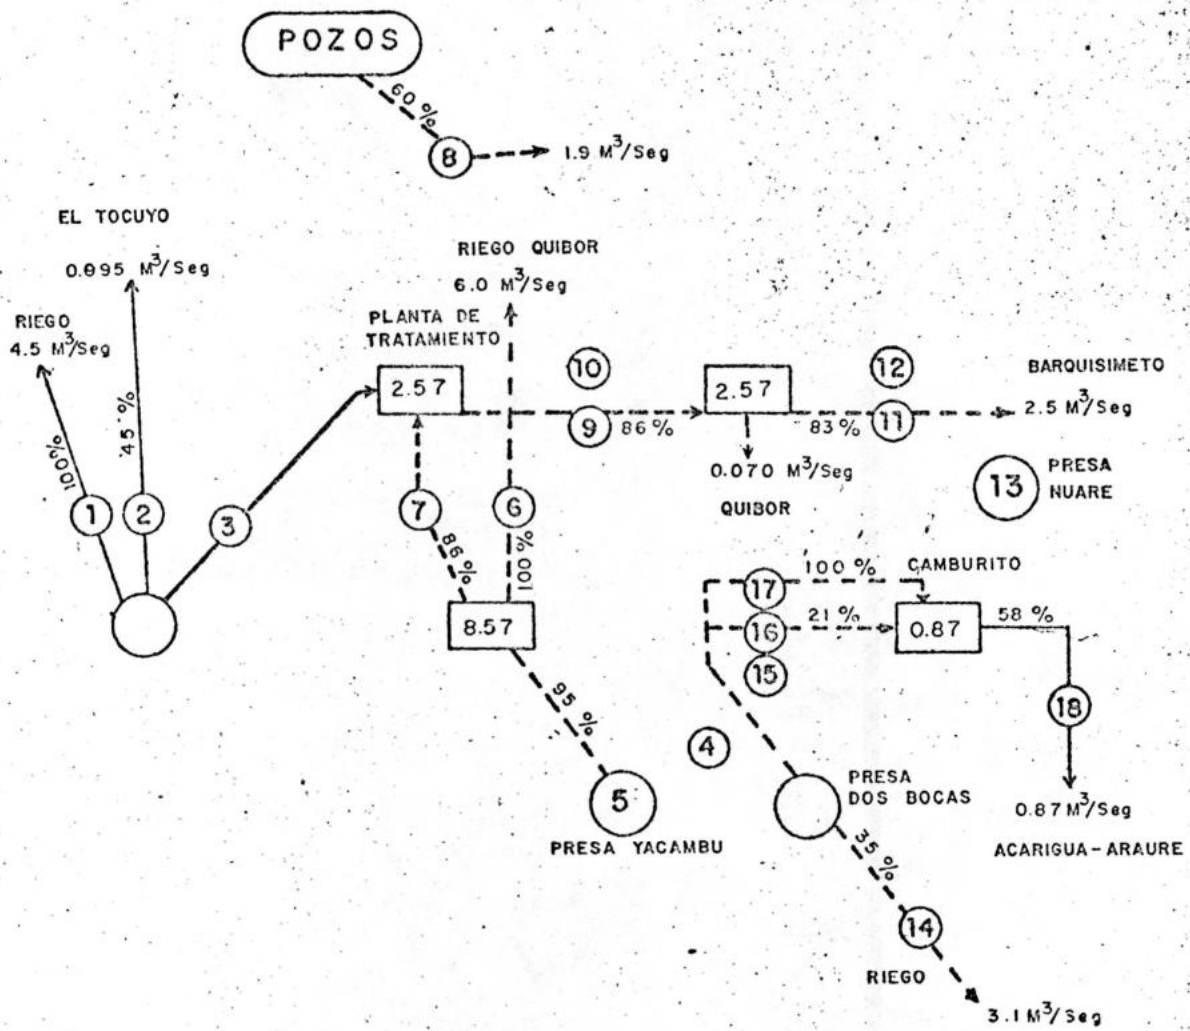 POZOS
60 %
8
1.9 M³/Seg
EL TOCUYO
0.095 M³/Seg
RIEGO
4.5 M³/Seg
100%
45 %
1
2
3
RIEGO QUIBOR
6.0 M³/Seg
PLANTA DE
TRATAMIENTO
2.57
10
9
86 %
2.57
12
11
83 %
BARQUISIMETO
2.5 M³/Seg
0.070 M³/Seg
QUIBOR
13
PRESA
NUARE
7
6
86 %
100 %
8.57
95 %
5
PRESA YACAMBU
4
17
16
15
100 %
21 %
CAMBURITO
0.87
58 %
18
0.87 M³/Seg
ACARIGUA-ARAURE
PRESA
DOS BOCAS
35 %
14
RIEGO
3.1 M³/Seg